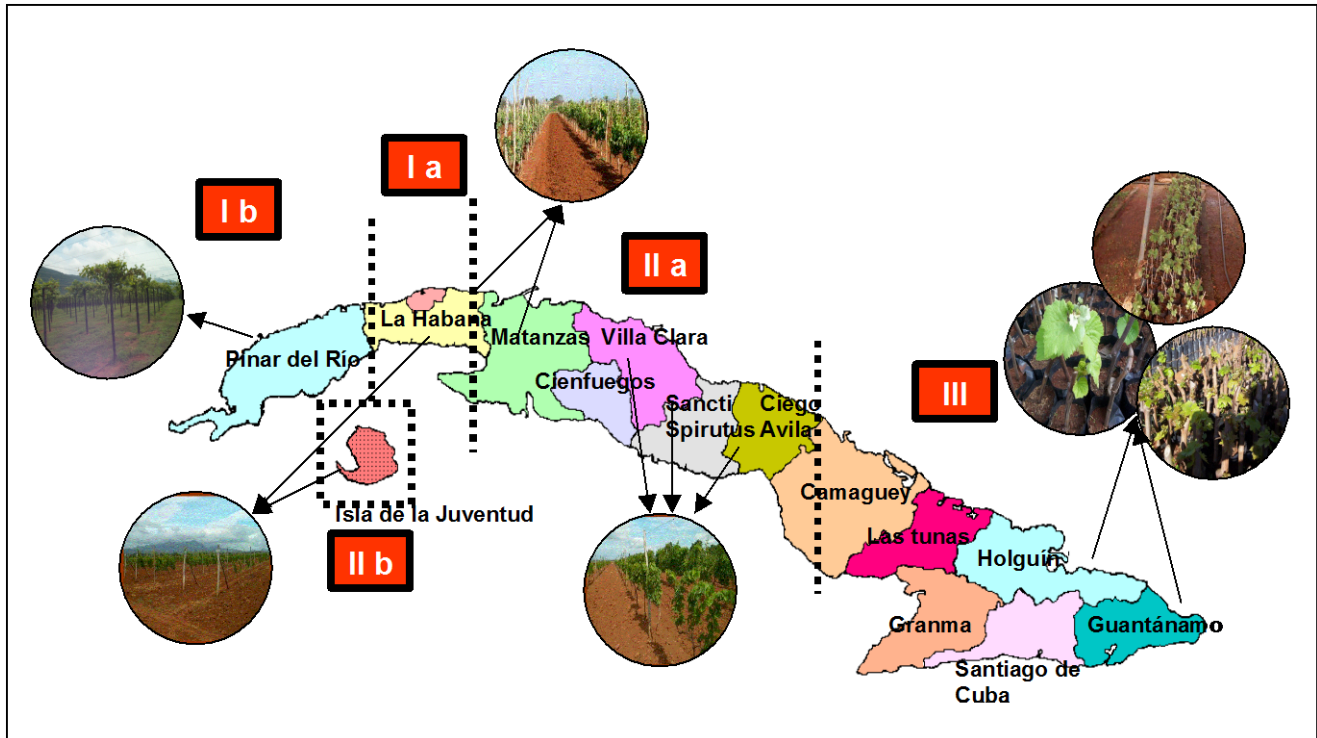 I a
I b
II a
La Habana
Matanzas
Villa Clara
Pinar del Río
Cienfuegos
III
Sancti
Spirutus
Ciego
Avila
Camaguey
Isla de la Juventud
Las tunas
Holguín
II b
Granma
Guantánamo
Santiago de
Cuba